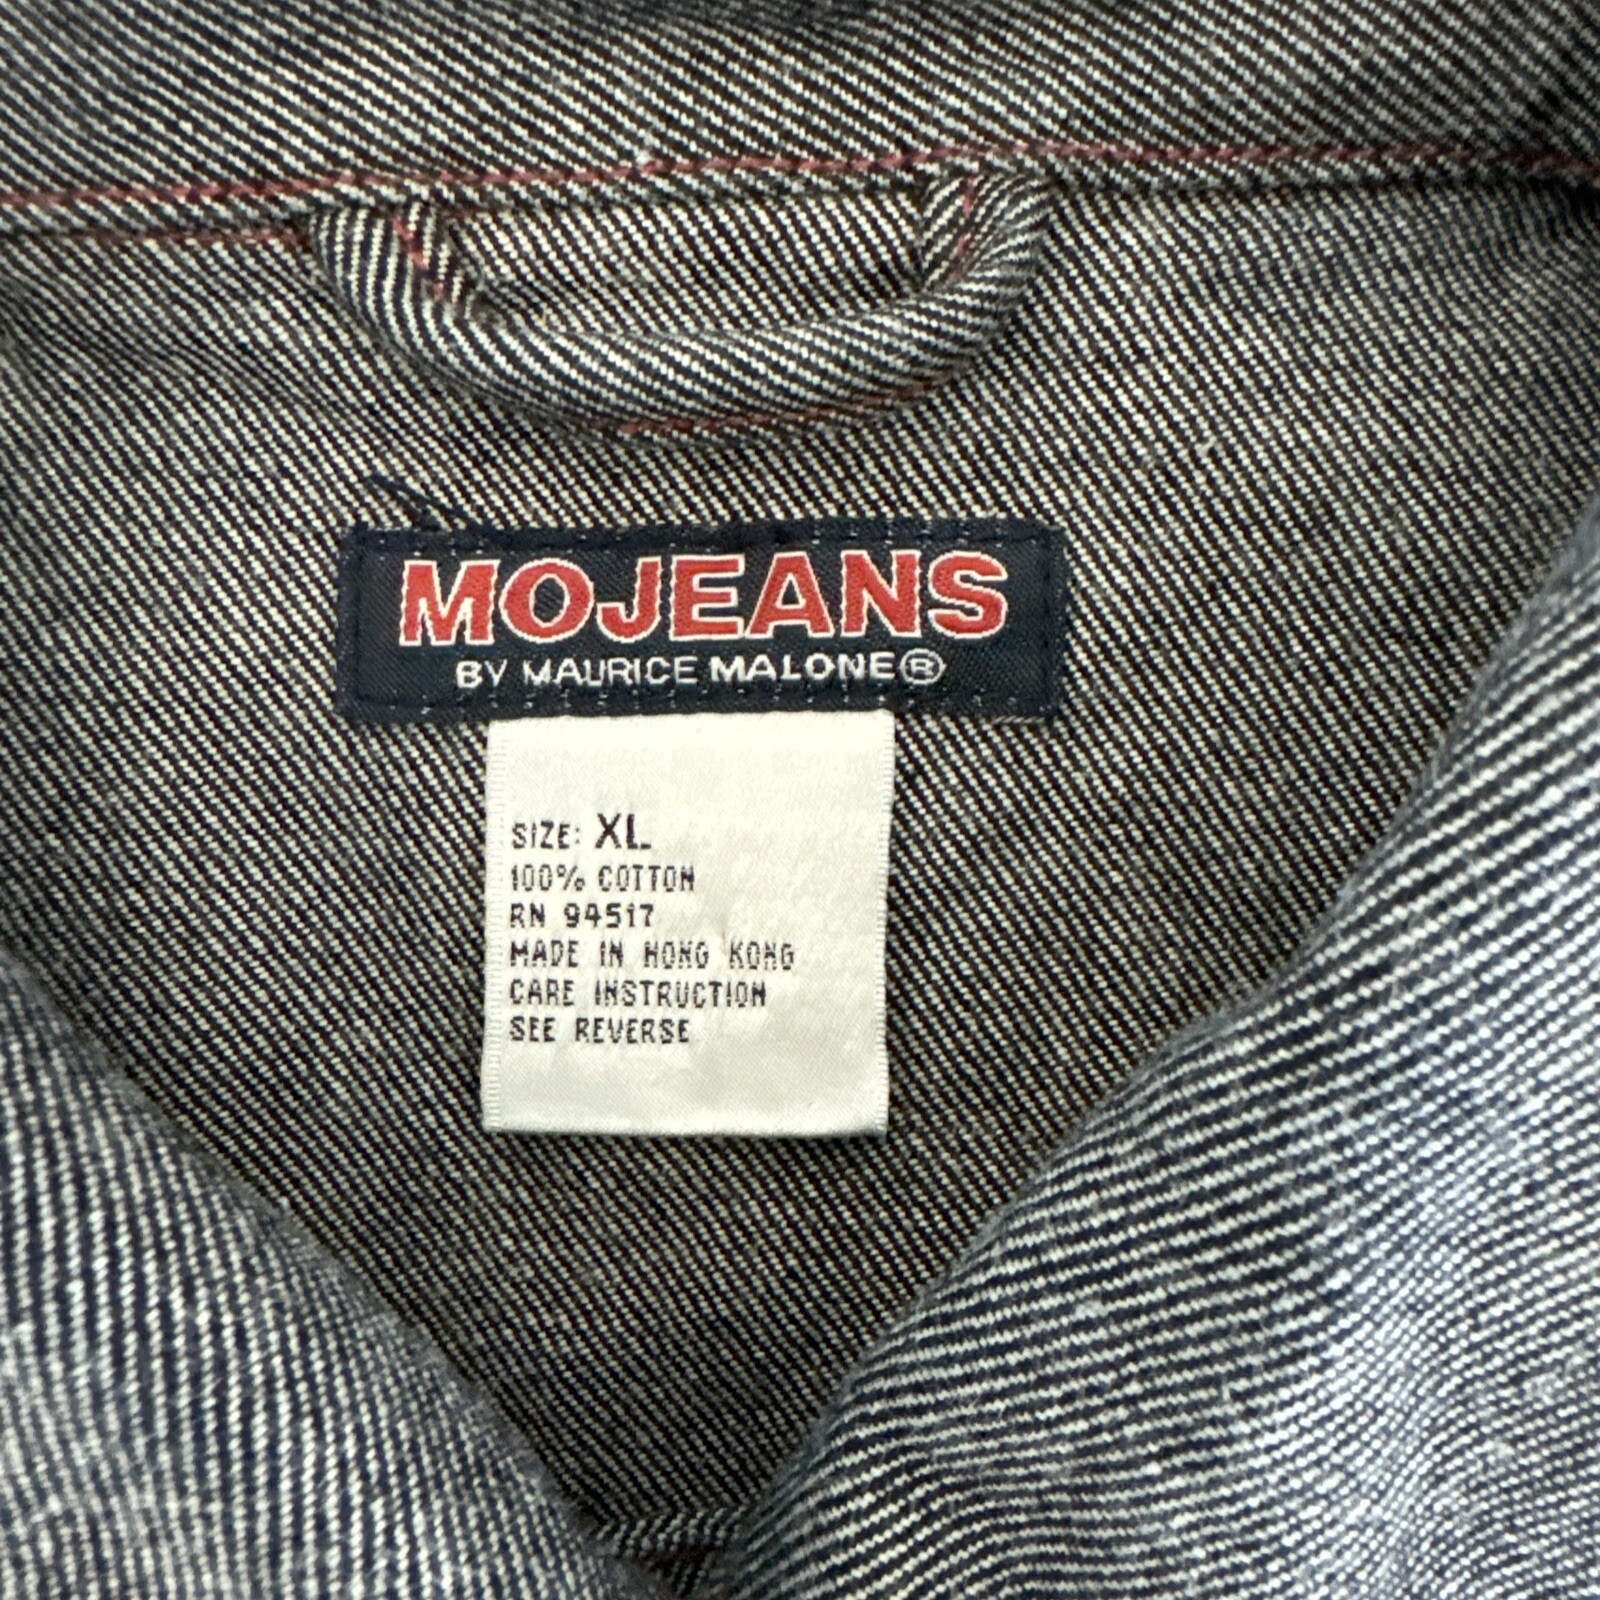 MOJEANS
BY MAURICE MALONE®
SIZE: XL
100% COTTON
RN 94517
MADE IN HONG KONG
CARE INSTRUCTION
SEE REVERSE